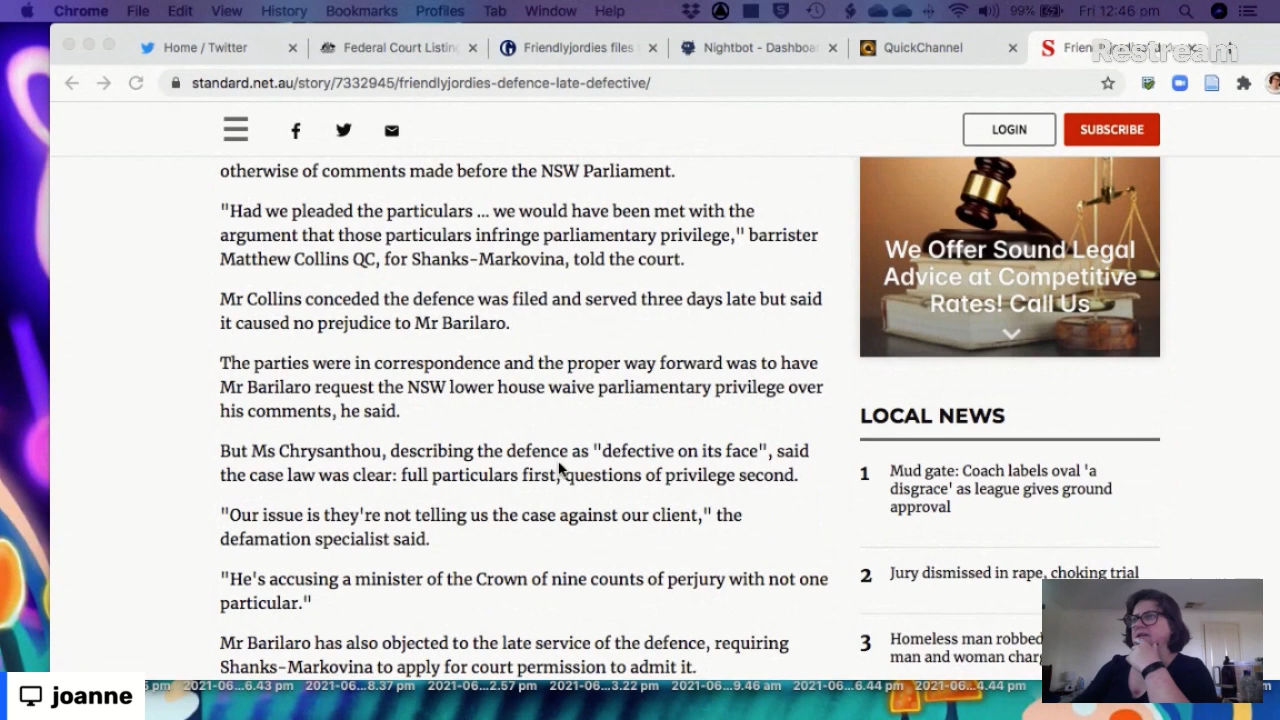 Chrome File Edit View History Bookmarks Profiles Tab Window Help 99% Fri 12:46 pm
Home / Twitter Federal Court Listing Friendlyjordies files Nightbot - Dashboa QuickChannel Frien
Restream
standard.net.au/story/7332945/friendlyjordies-defence-late-defective/
LOGIN SUBSCRIBE
otherwise of comments made before the NSW Parliament.
"Had we pleaded the particulars ... we would have been met with the
argument that those particulars infringe parliamentary privilege," barrister
Matthew Collins QC, for Shanks-Markovina, told the court.
Mr Collins conceded the defence was filed and served three days late but said
it caused no prejudice to Mr Barilaro.
The parties were in correspondence and the proper way forward was to have
Mr Barilaro request the NSW lower house waive parliamentary privilege over
his comments, he said.
But Ms Chrysanthou, describing the defence as "defective on its face", said
the case law was clear: full particulars first, questions of privilege second.
"Our issue is they're not telling us the case against our client," the
defamation specialist said.
"He's accusing a minister of the Crown of nine counts of perjury with not one
particular."
Mr Barilaro has also objected to the late service of the defence, requiring
Shanks-Markovina to apply for court permission to admit it.
We Offer Sound Legal
Advice at Competitive
Rates! Call Us
LOCAL NEWS
1 Mud gate: Coach labels oval 'a
disgrace' as league gives ground
approval
2 Jury dismissed in rape, choking trial
3 Homeless man robbed
man and woman charg
joanne
5 pm 2021-06...6.43 pm 2021-06...8.37 pm 2021-06...2.57 pm 2021-06...3.22 pm 2021-06...9.46 am 2021-06...6.44 pm 2021-06...4.44 pm